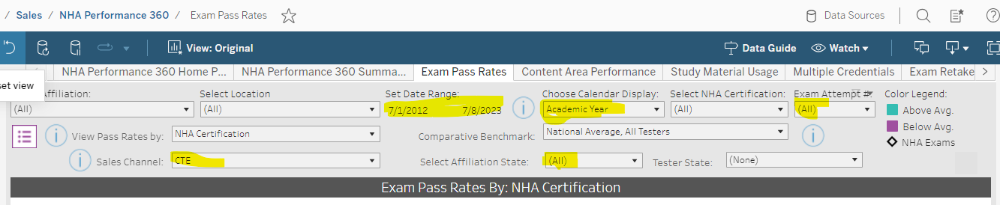 / Sales / NHA Performance 360 / Exam Pass Rates
Data Sources
View: Original
Data Guide
Watch
set view
NHA Performance 360 Home P...
NHA Performance 360 Summa...
Exam Pass Rates
Content Area Performance
Study Material Usage
Multiple Credentials
Exam Retake
Affiliation:
Select Location
Set Date Range:
Choose Calendar Display:
Select NHA Certification:
Exam Attempt #:
Color Legend:
(All)
(All)
7/1/2012
7/8/2023
Academic Year
(All)
(All)
Above Avg.
Below Avg.
NHA Exams
View Pass Rates by:
NHA Certification
Comparative Benchmark:
National Average, All Testers
Sales Channel:
CTE
Select Affiliation State:
(All)
Tester State:
(None)
Exam Pass Rates By: NHA Certification